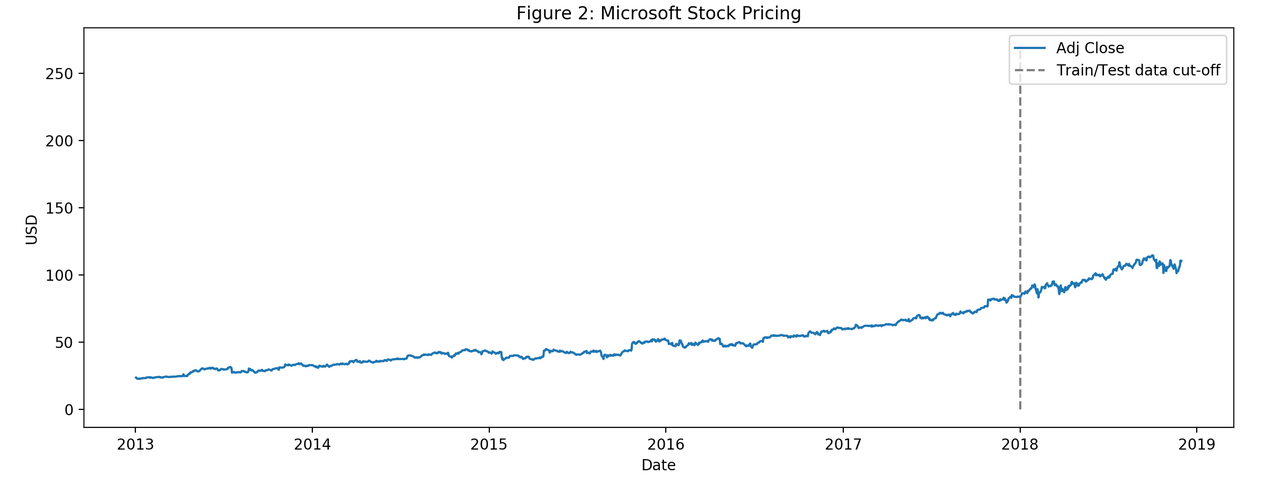 Figure 2: Microsoft Stock Pricing
Adj Close
Train/Test data cut-off
250
200
150
100
50
0
USD
2013 2014 2015 2016 2017 2018 2019
Date